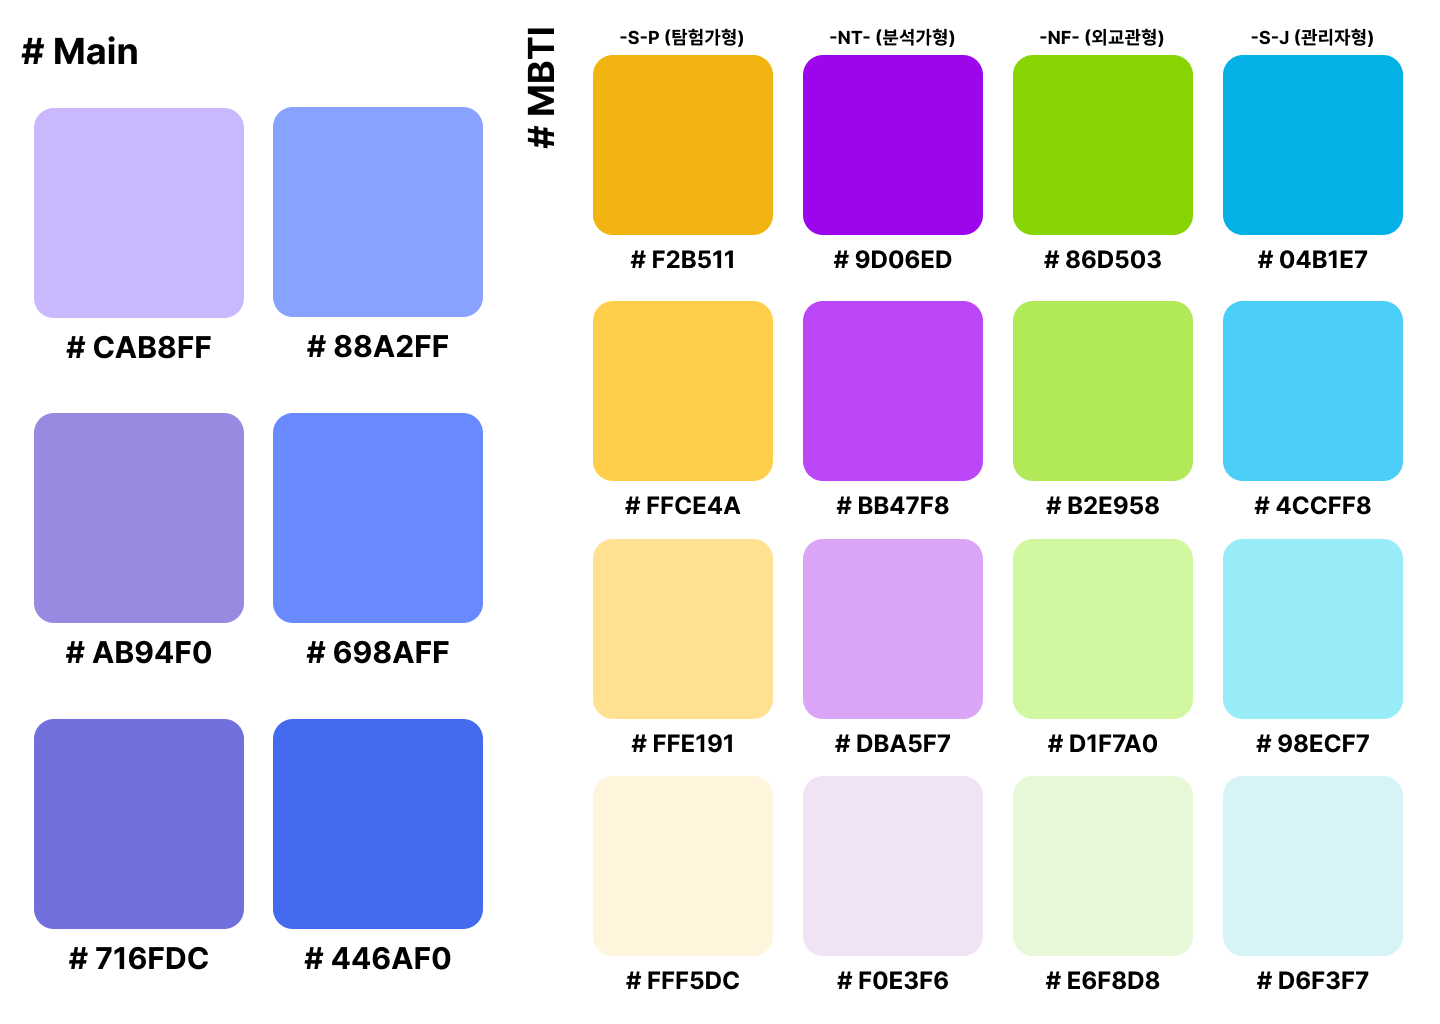 # Main
# CAB8FF
# 88A2FF
# AB94F0
# 698AFF
# 716FDC
# 446AF0
# MBTI
-S-P (탐험가형)
-NT- (분석가형)
-NF- (외교관형)
-S-J (관리자형)
# F2B511
# 9D06ED
# 86D503
# 04B1E7
# FFCE4A
# BB47F8
# B2E958
# 4CCFF8
# FFE191
# DBA5F7
# D1F7A0
# 98ECF7
# FFF5DC
# F0E3F6
# E6F8D8
# D6F3F7